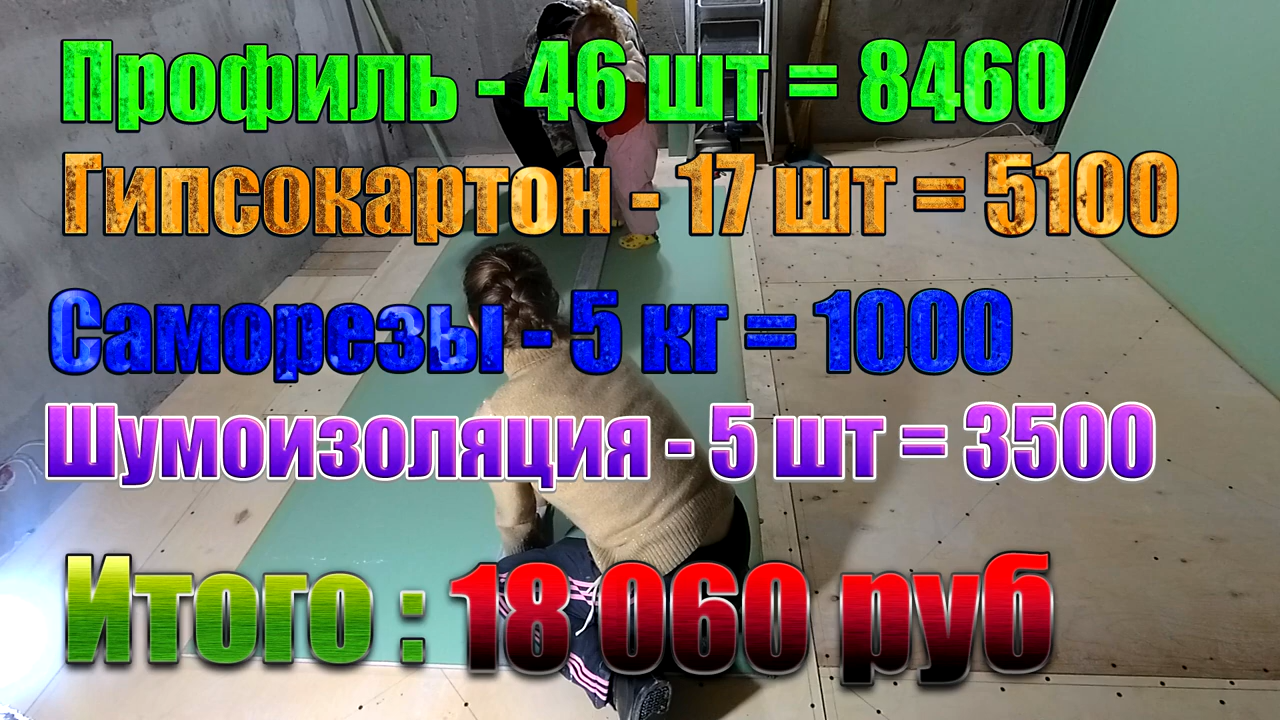 Профиль - 46 шт = 8460
Гипсокартон - 17 шт = 5100
Саморезы - 5 кг = 1000
Шумоизоляция - 5 шт = 3500
Итого : 18 060 руб